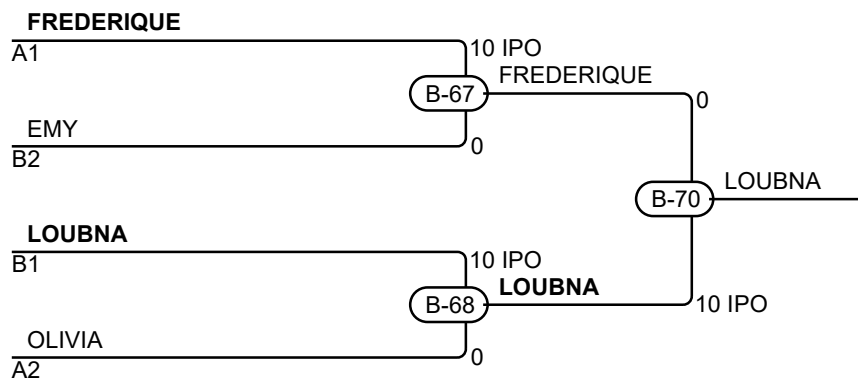 FREDERIQUE
A1
10 IPO
B-67
FREDERIQUE
EMY
B2
0
0
B-70
LOUBNA
LOUBNA
B1
10 IPO
B-68
LOUBNA
10 IPO
OLIVIA
A2
0